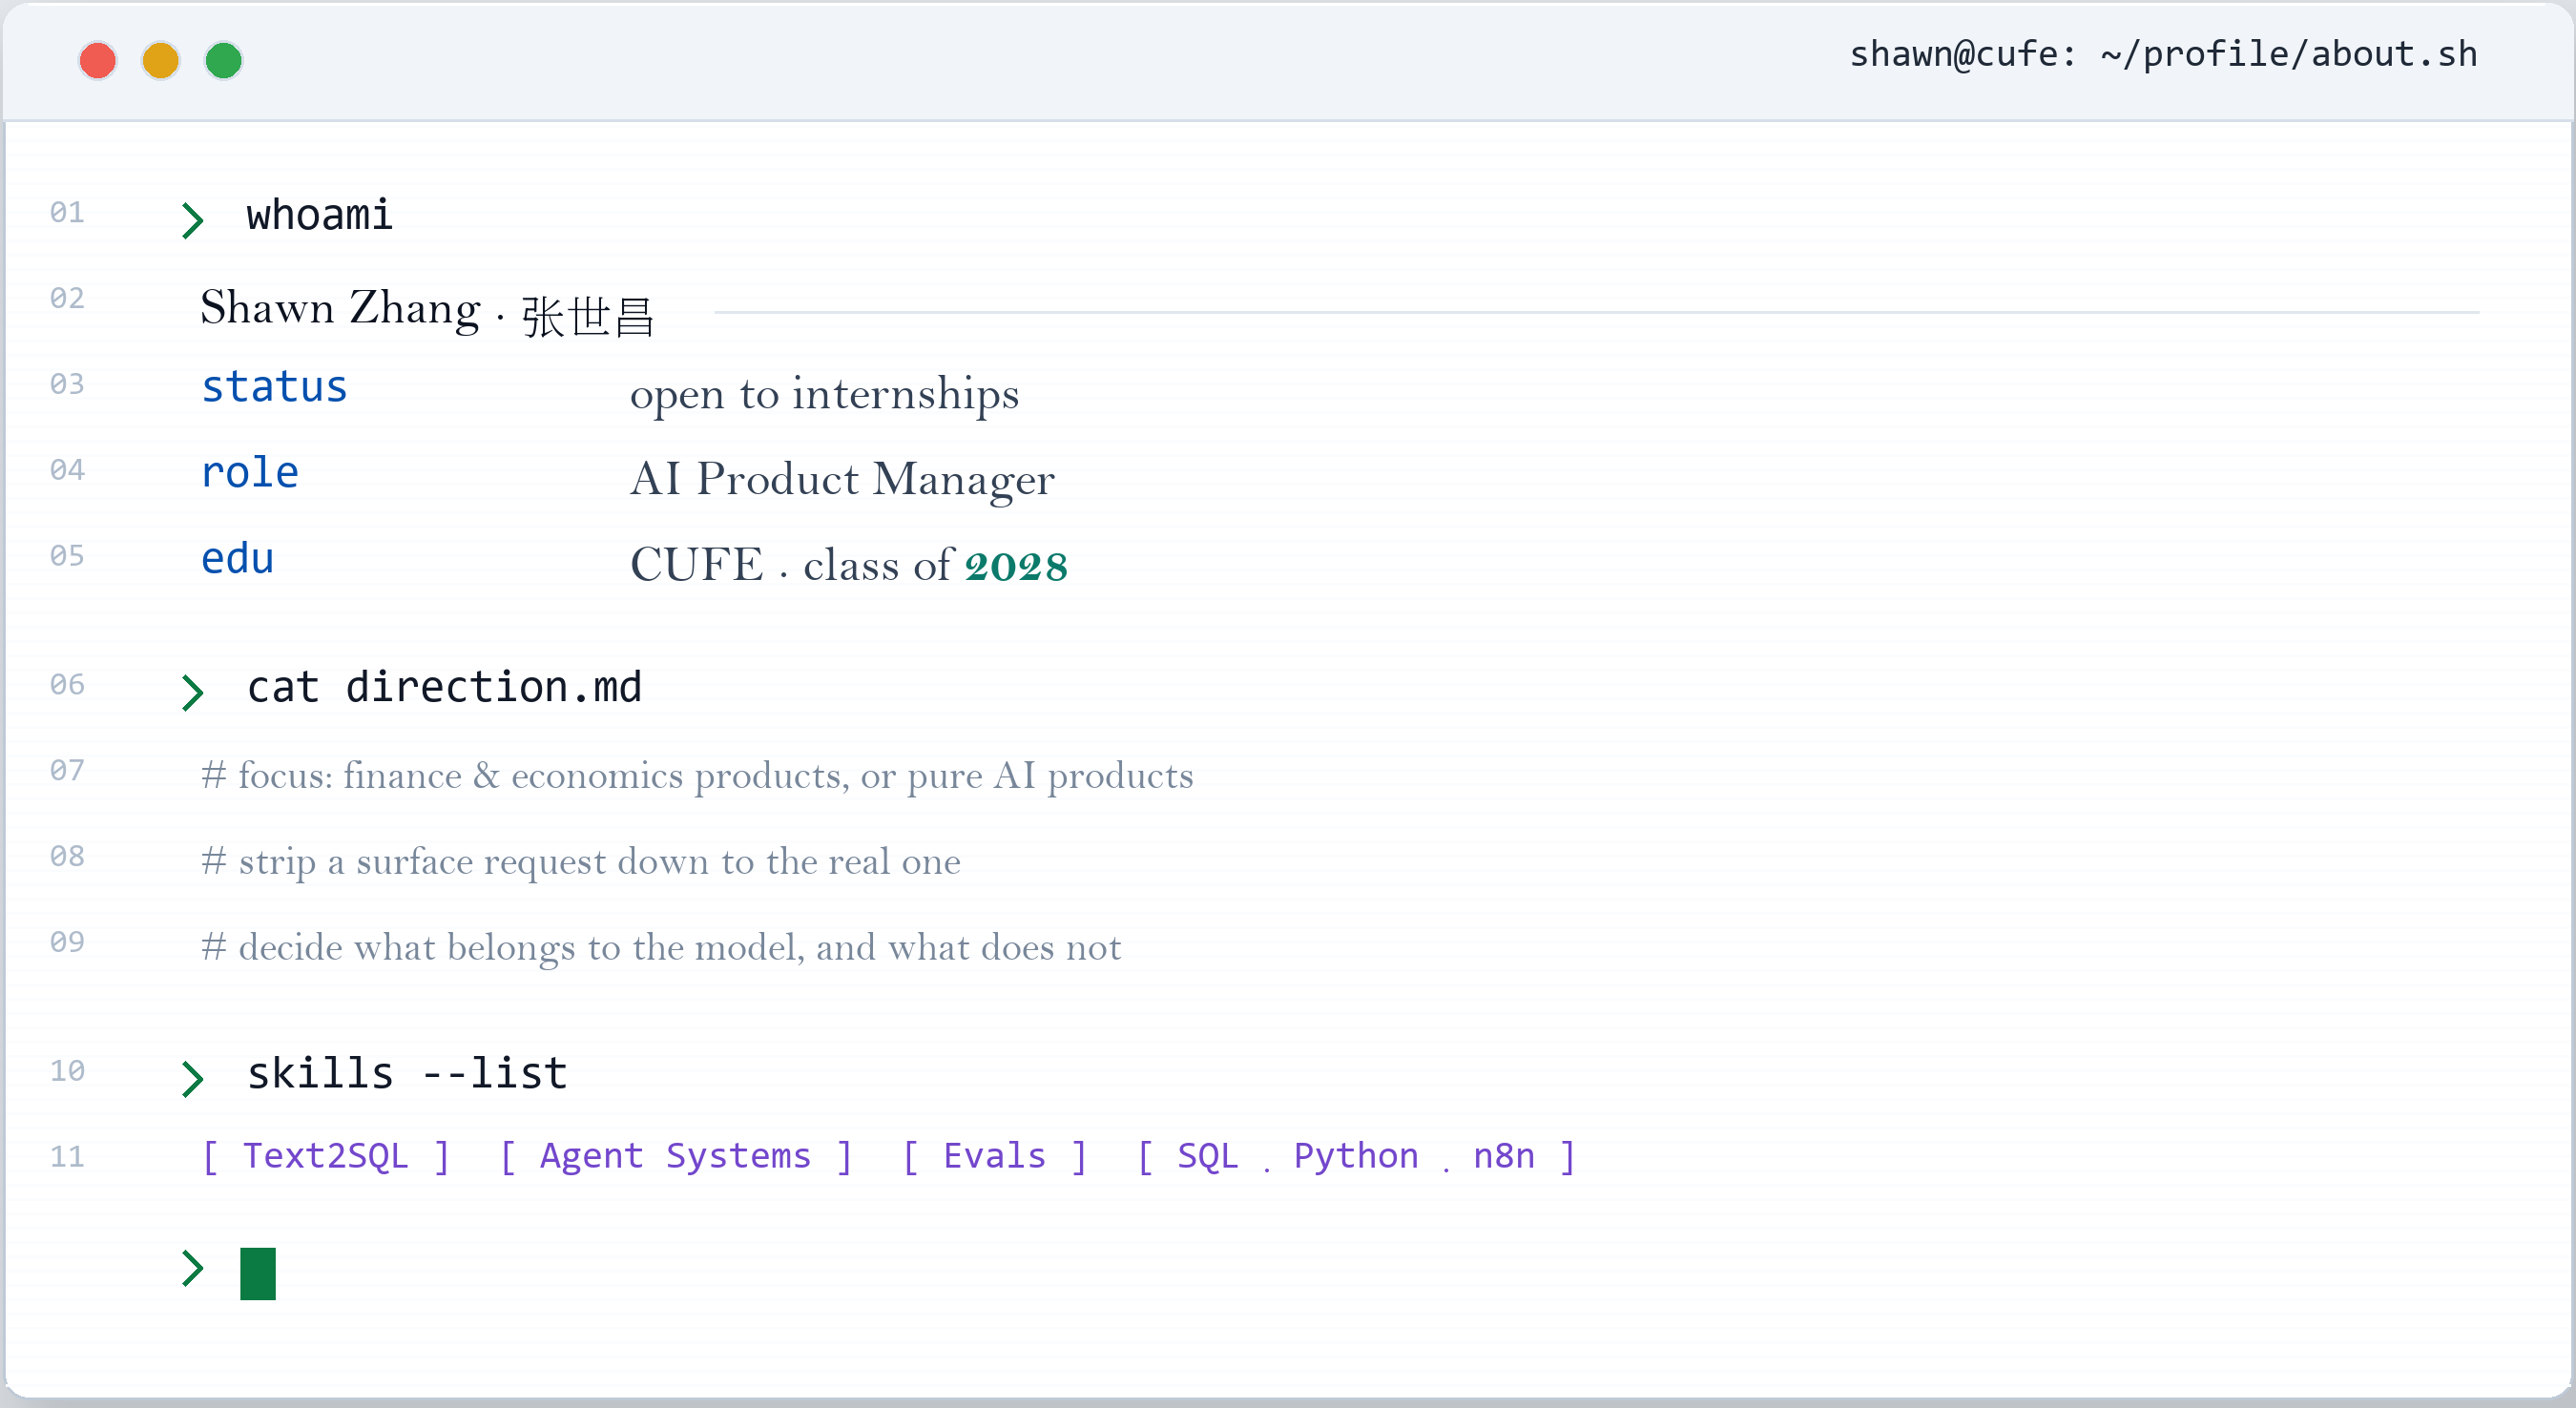 shawn@cufe: ~/profile/about.sh
01 > whoami
02 Shawn Zhang · 张世昌
03 status open to internships
04 role AI Product Manager
05 edu CUFE · class of 2028
06 > cat direction.md
07 # focus: finance & economics products, or pure AI products
08 # strip a surface request down to the real one
09 # decide what belongs to the model, and what does not
10 > skills --list
11 [ Text2SQL ] [ Agent Systems ] [ Evals ] [ SQL · Python · n8n ]
>